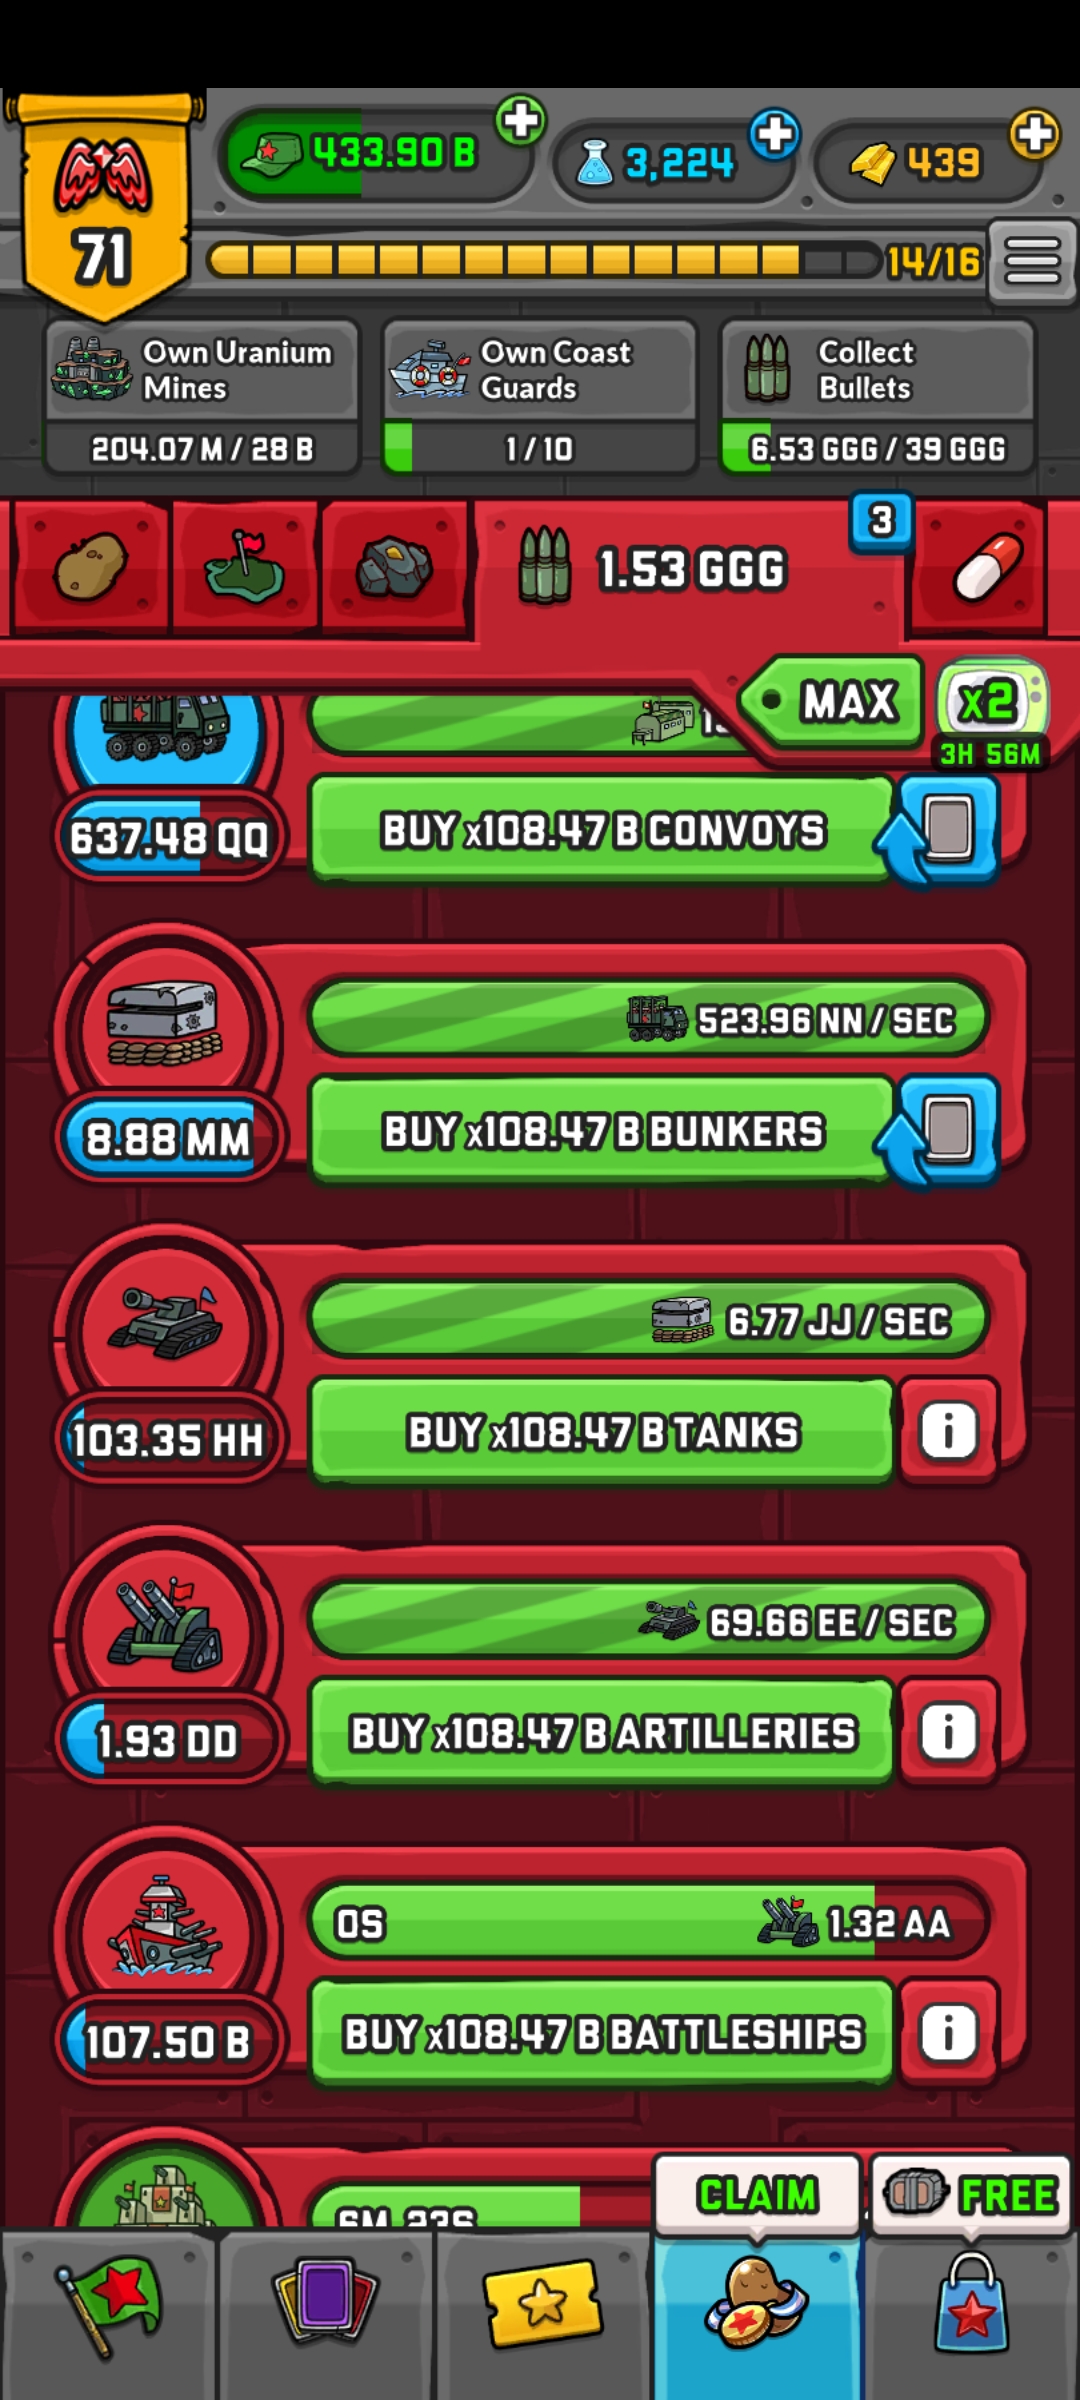 433.90 B
3,224
439
71
14/16
Own Uranium
Mines
204.07 M / 28 B
Own Coast
Guards
1 / 10
Collect
Bullets
6.53 GGG / 39 GGG
1.53 GGG
3
MAX
x2
3H 56M
637.48 QQ
BUY x108.47 B CONVOYS
523.96 NN / SEC
8.88 MM
BUY x108.47 B BUNKERS
6.77 JJ / SEC
103.35 HH
BUY x108.47 B TANKS
i
69.66 EE / SEC
1.93 DD
BUY x108.47 B ARTILLERIES
i
0S
1.32 AA
107.50 B
BUY x108.47 B BATTLESHIPS
i
6M 23S
CLAIM
FREE